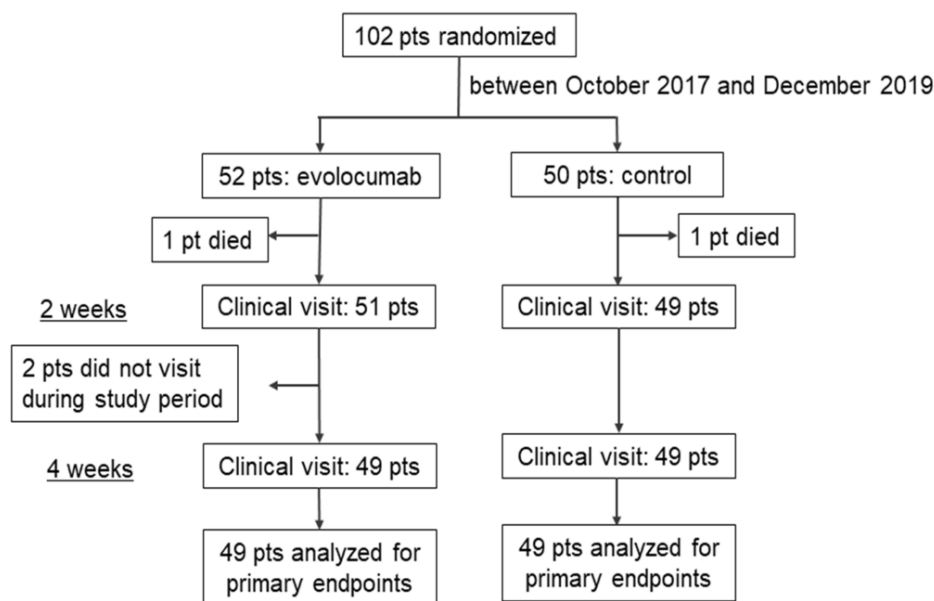 102 pts randomized
between October 2017 and December 2019
52 pts: evolocumab
50 pts: control
1 pt died
1 pt died
2 weeks
Clinical visit: 51 pts
Clinical visit: 49 pts
2 pts did not visit
during study period
4 weeks
Clinical visit: 49 pts
Clinical visit: 49 pts
49 pts analyzed for
primary endpoints
49 pts analyzed for
primary endpoints